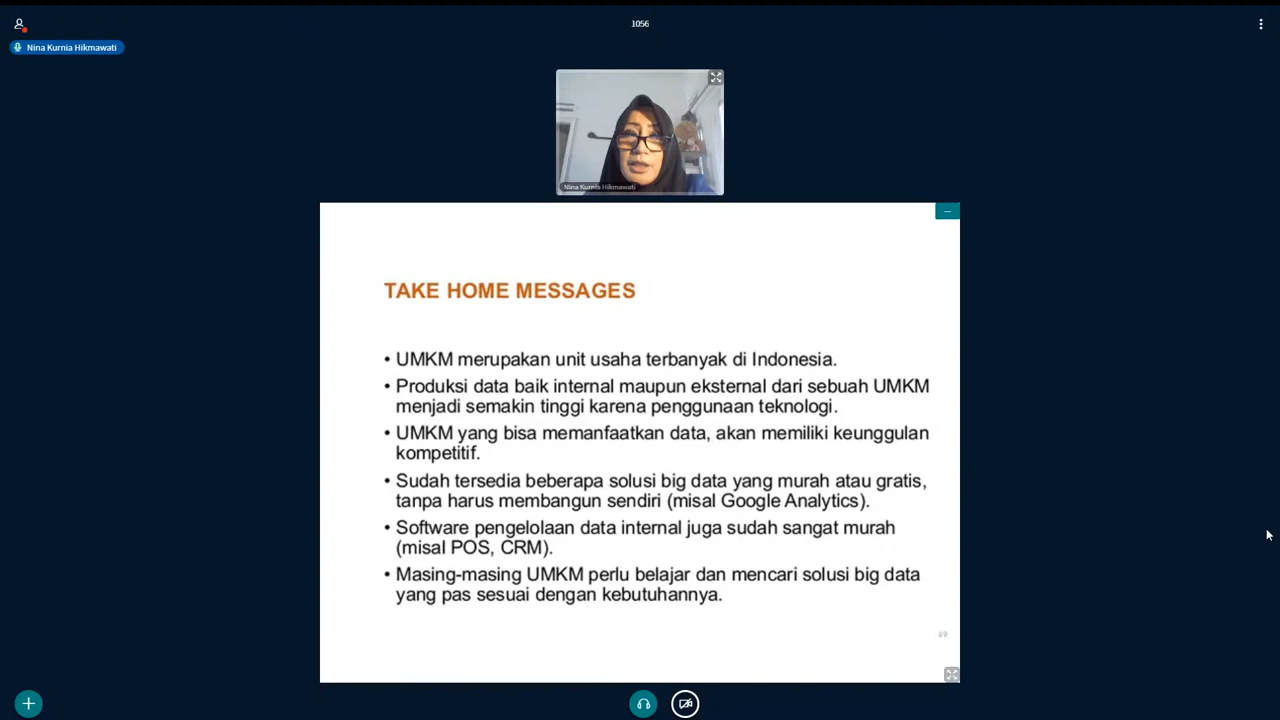 1056
Nina Kurnia Hikmawati
Nina Kurnia Hikmawati
TAKE HOME MESSAGES
• UMKM merupakan unit usaha terbanyak di Indonesia.
• Produksi data baik internal maupun eksternal dari sebuah UMKM
menjadi semakin tinggi karena penggunaan teknologi.
• UMKM yang bisa memanfaatkan data, akan memiliki keunggulan
kompetitif.
• Sudah tersedia beberapa solusi big data yang murah atau gratis,
tanpa harus membangun sendiri (misal Google Analytics).
• Software pengelolaan data internal juga sudah sangat murah
(misal POS, CRM).
• Masing-masing UMKM perlu belajar dan mencari solusi big data
yang pas sesuai dengan kebutuhannya.
49